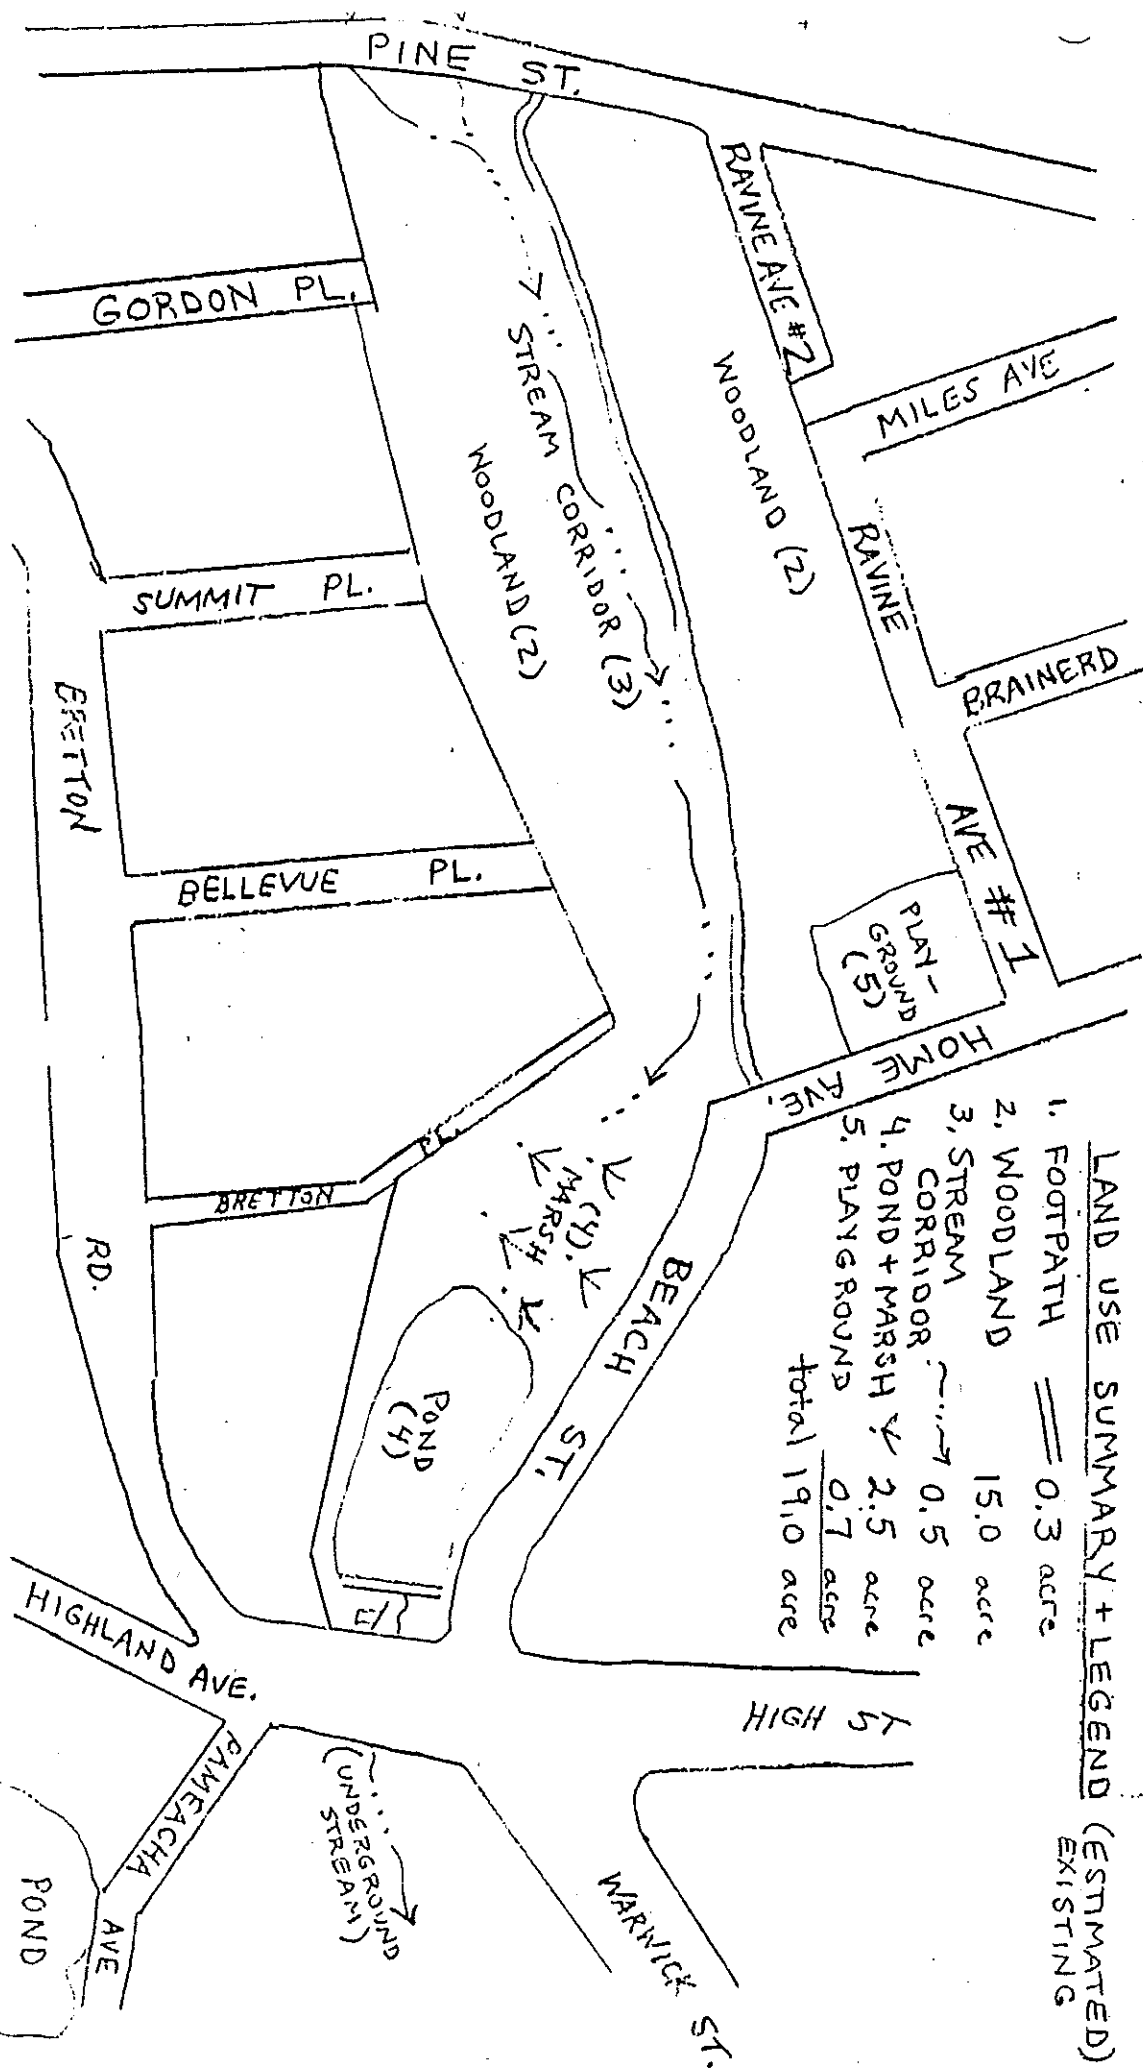 LAND USE SUMMARY + LEGEND (ESTIMATED)
EXISTING
1. FOOTPATH 0.3 acre
2. WOODLAND 15.0 acre
3. STREAM
CORRIDOR 0.5 acre
4. POND + MARSH 2.5 acre
5. PLAYGROUND 0.7 acre
total 19.0 acre
PINE ST.
RAVINE AVE #2
MILES AVE
RAVINE
AVE #1
BRAINERD
WOODLAND (2)
PLAY-
GROUND
(5)
HOME AVE.
STREAM CORRIDOR (3)
WOODLAND (2)
GORDON PL.
SUMMIT PL.
BELLEVUE PL.
BRETTON
RD.
BRETTON
(4)
MARSH
BEACH ST.
POND
(4)
HIGH ST
HIGHLAND AVE.
PAMEACHA
AVE
(UNDERGROUND
STREAM)
WARWICK ST.
POND